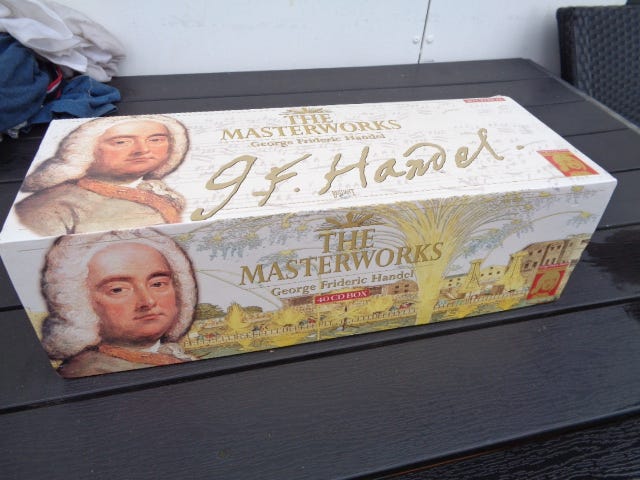 THE
MASTERWORKS
George Frideric Handel
G F. Handel.
THE
MASTERWORKS
George Frideric Handel
40 CD BOX